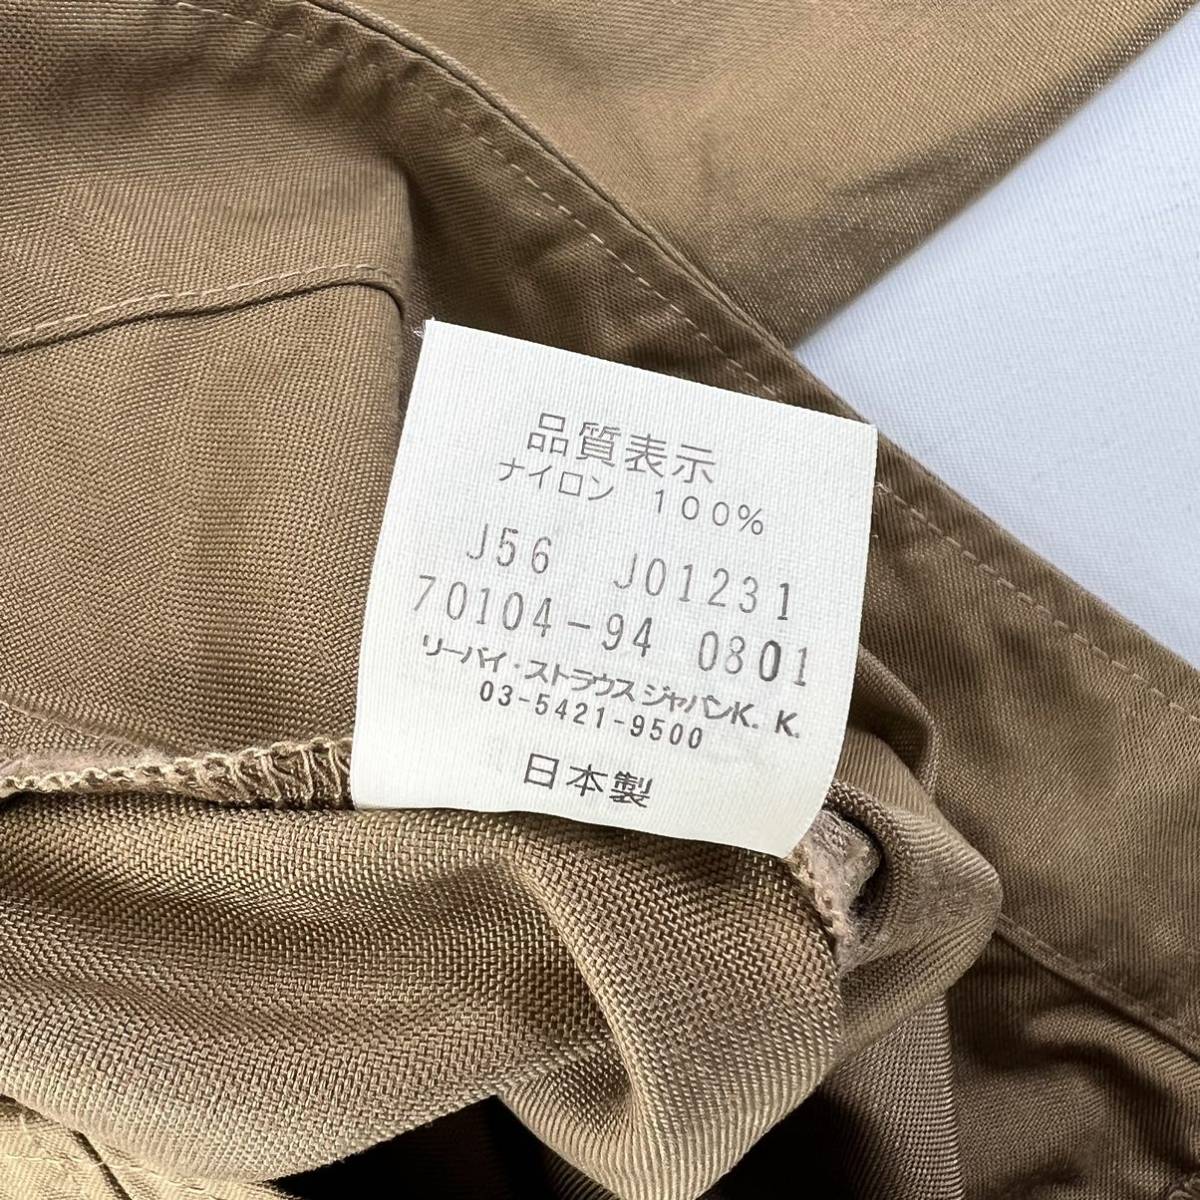 品質表示
ナイロン 100%
J56 J01231
70104-94 0801
リーバイ・ストラウス ジャパンK. K.
03-5421-9500
日本製